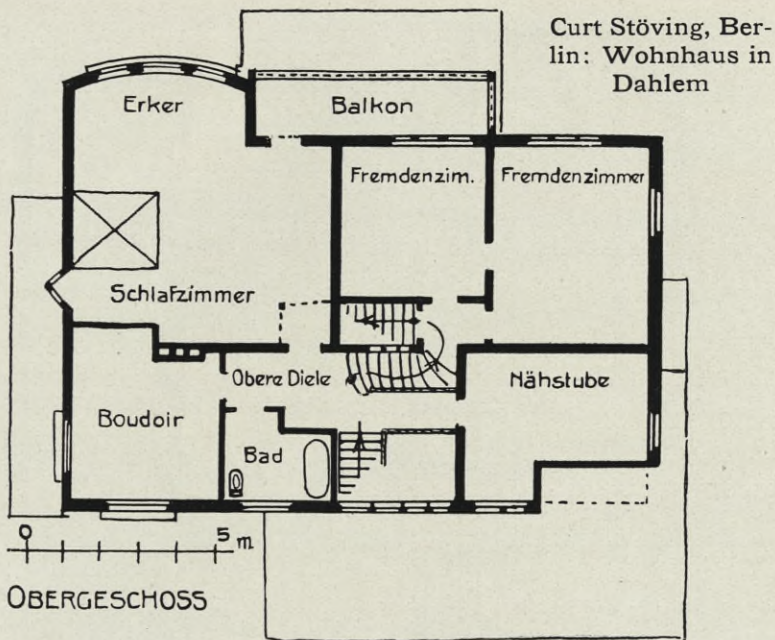 Curt Stöving, Ber-
lin: Wohnhaus in
Dahlem
Erker
Balkon
Fremdenzim.
Fremdenzimmer
Schlafzimmer
Obere Diele
Nähstube
Boudoir
Bad
0 5 m
OBERGESCHOSS